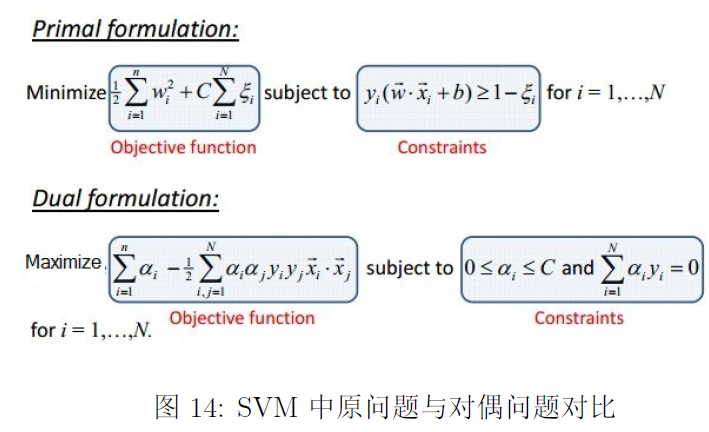 Primal formulation:
Minimize $\frac{1}{2}\sum_{i=1}^{n} w_i^2 + C\sum_{i=1}^{N} \xi_i$ subject to $y_i(\vec{w}\cdot\vec{x}_i + b) \geq 1 - \xi_i$ for $i = 1,\ldots,N$
Objective function Constraints
Dual formulation:
Maximize $\sum_{i=1}^{n} \alpha_i - \frac{1}{2}\sum_{i,j=1}^{N} \alpha_i \alpha_j y_i y_j \vec{x}_i \cdot \vec{x}_j$ subject to $0 \leq \alpha_i \leq C$ and $\sum_{i=1}^{N} \alpha_i y_i = 0$
Objective function Constraints
for $i = 1,\ldots,N.$
图 14: SVM 中原问题与对偶问题对比